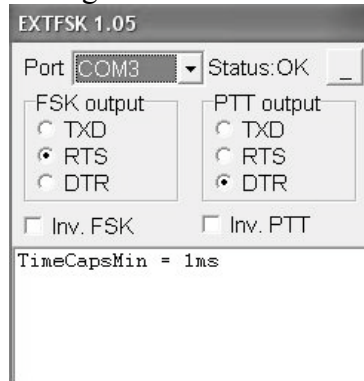 EXTFSK 1.05
Port COM3 Status:OK _
FSK output PTT output
TXD TXD
RTS RTS
DTR DTR
Inv. FSK Inv. PTT
TimeCapsMin = 1ms